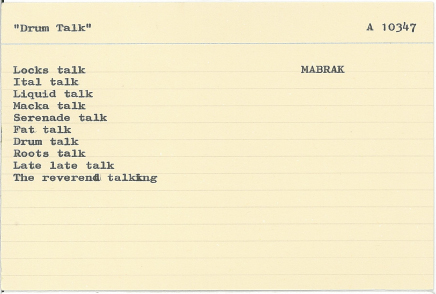 "Drum Talk" A 10347
Locks talk MABRAK
Ital talk
Liquid talk
Macka talk
Serenade talk
Fat talk
Drum talk
Roots talk
Late late talk
The reverend talking